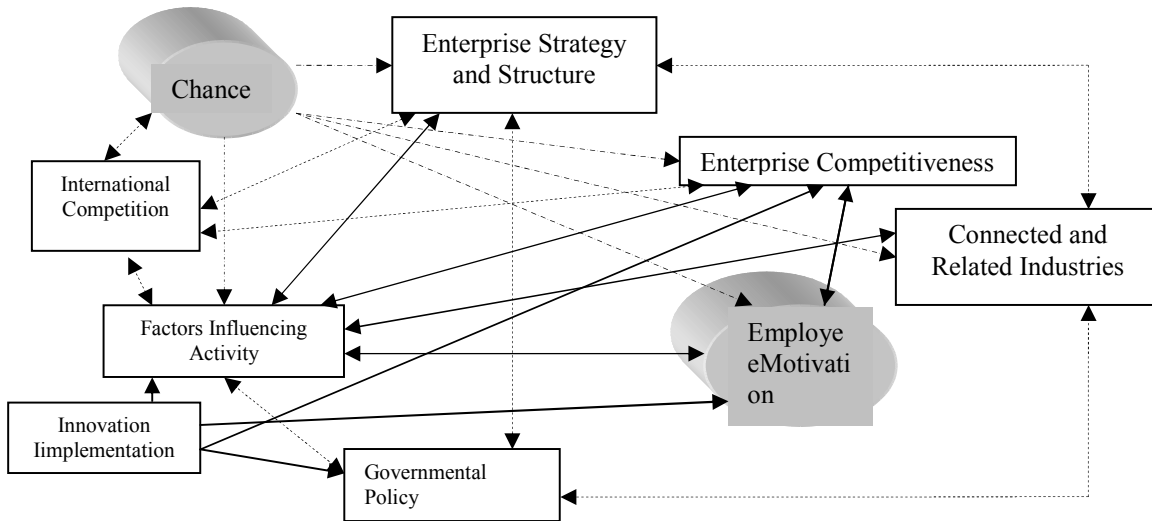 Enterprise Strategy
and Structure
Chance
Enterprise Competitiveness
International
Competition
Connected and
Related Industries
Factors Influencing
Activity
Employe
eMotivati
on
Innovation
Iimplementation
Governmental
Policy